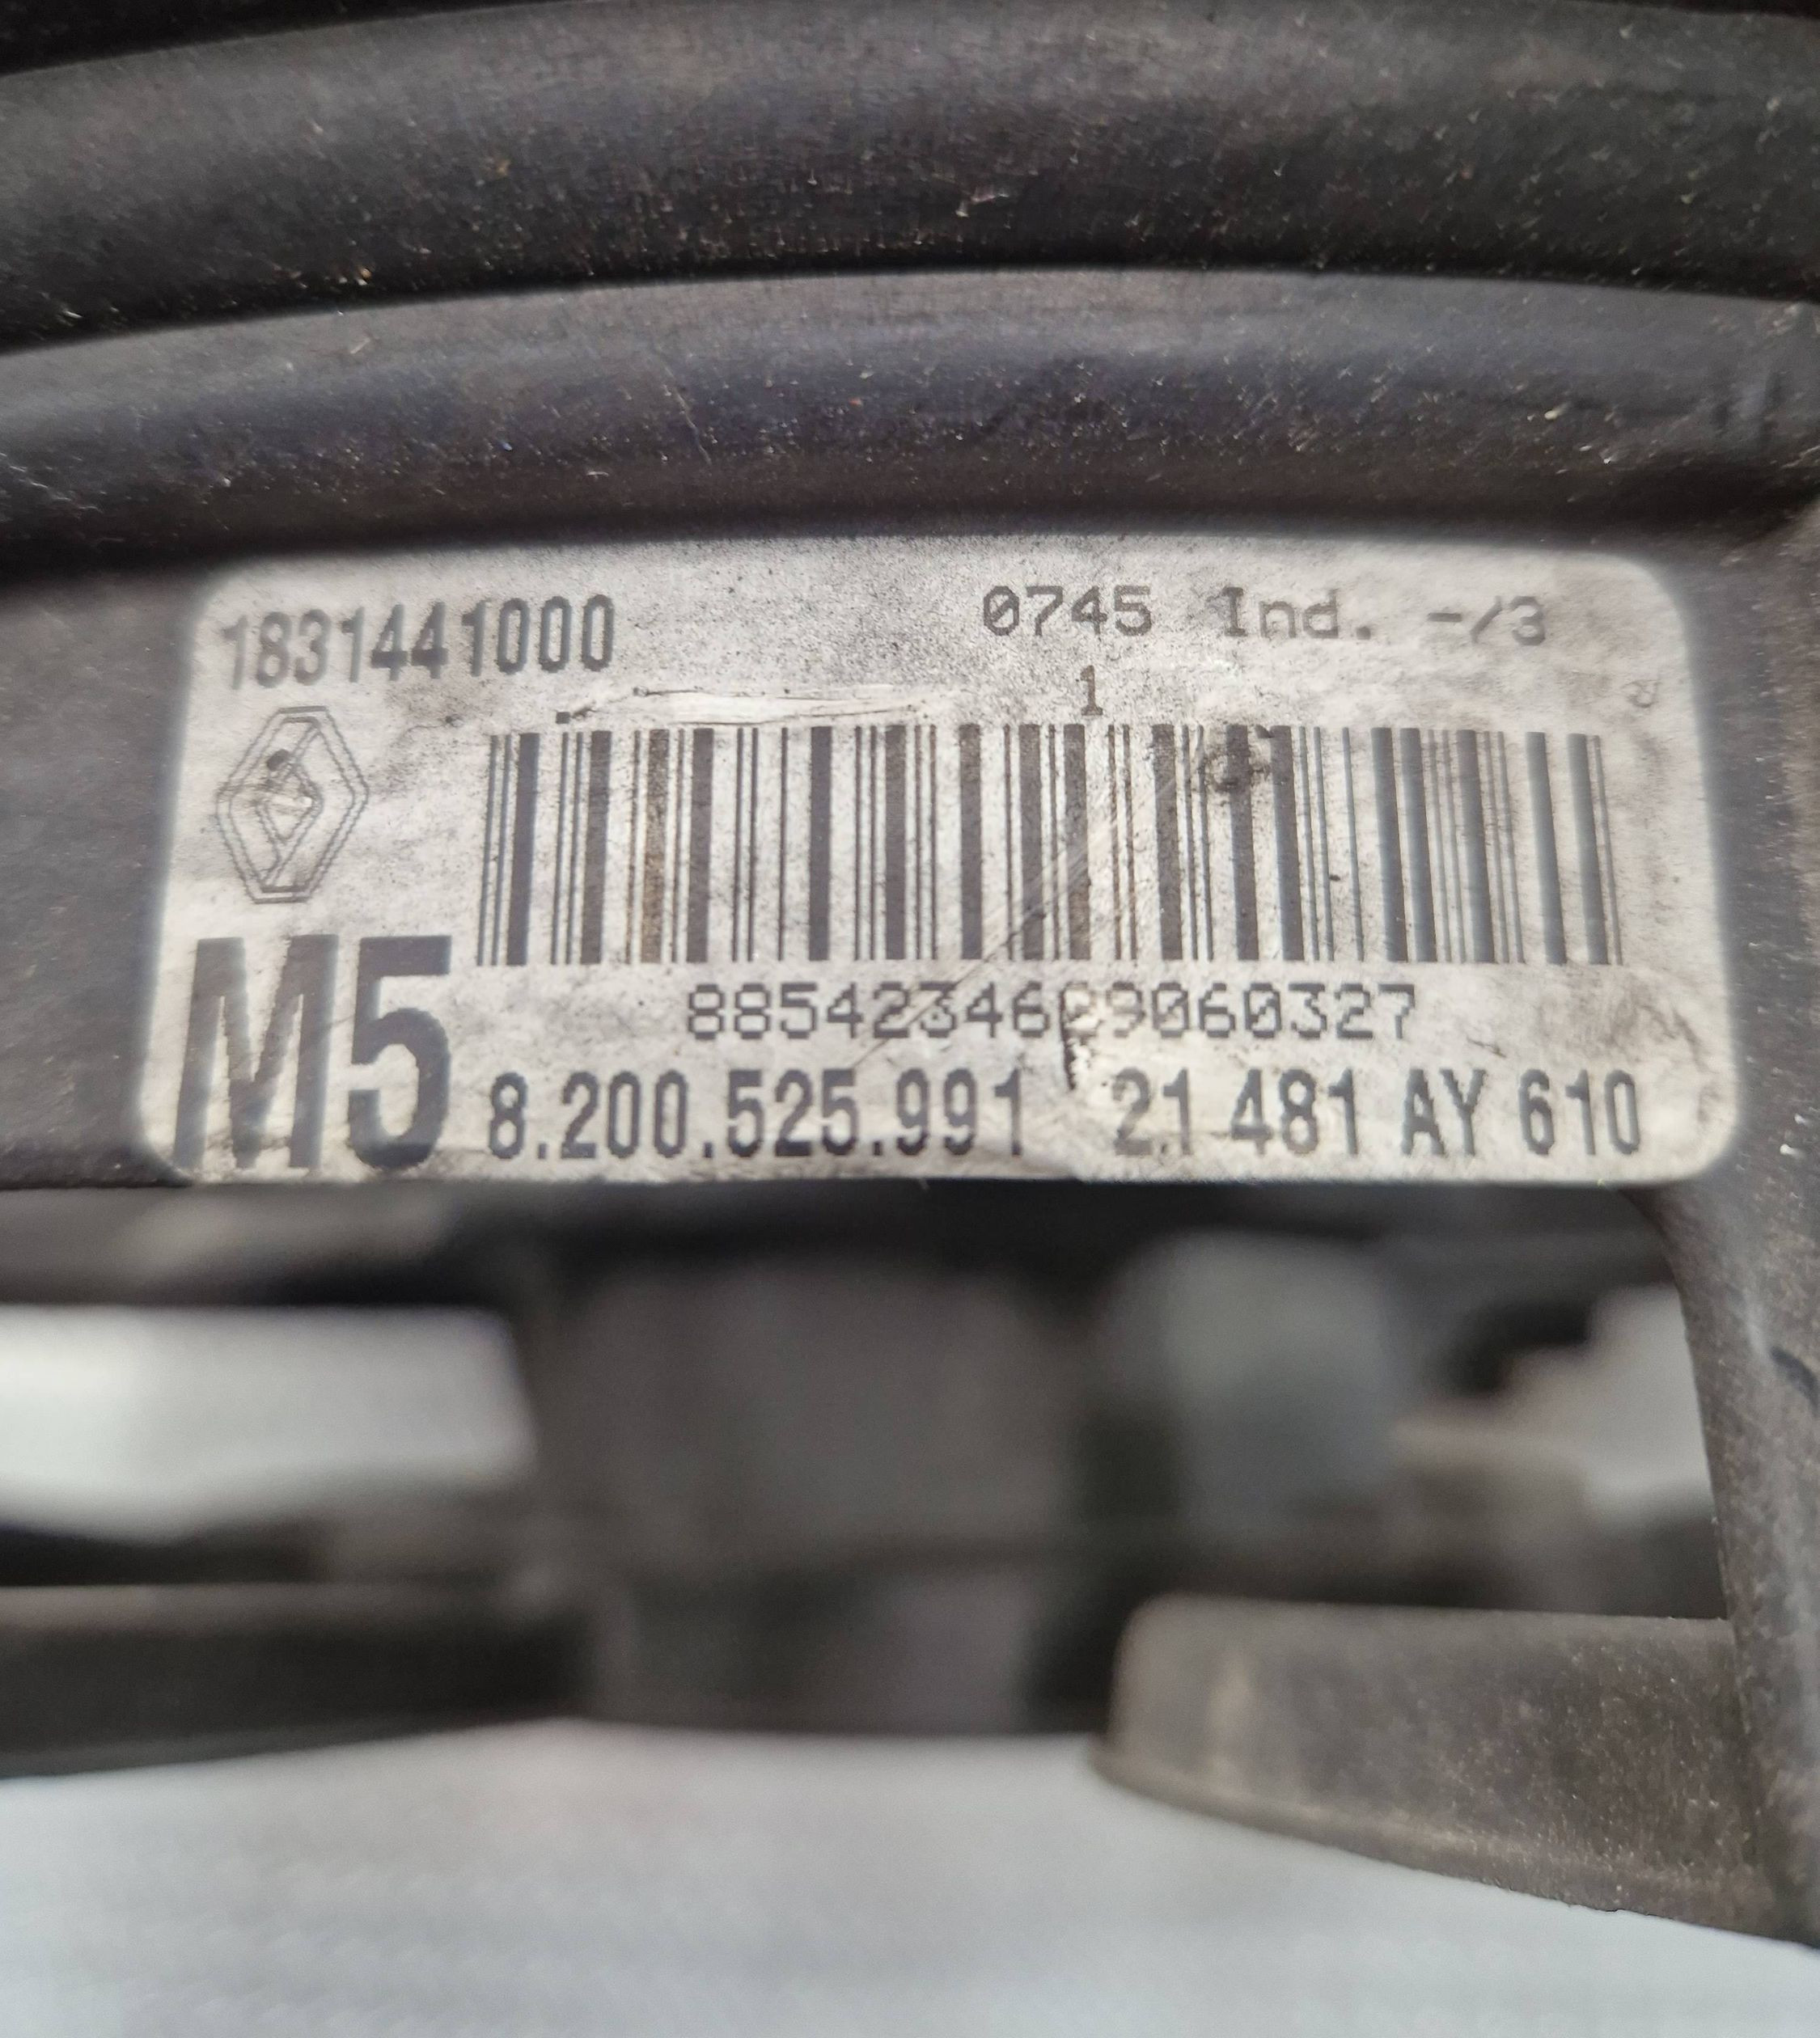 1831441000 0745 Ind. -/3
1
M5
8.200.525.991 21 481 AY 610